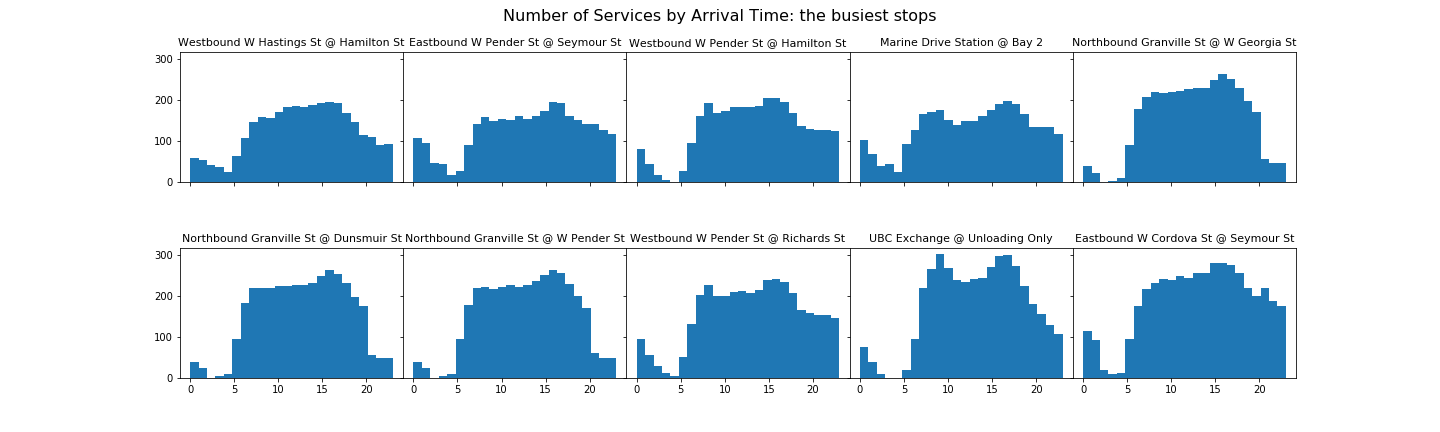 Number of Services by Arrival Time: the busiest stops
Westbound W Hastings St @ Hamilton St
Eastbound W Pender St @ Seymour St
Westbound W Pender St @ Hamilton St
Marine Drive Station @ Bay 2
Northbound Granville St @ W Georgia St
300
200
100
0
Northbound Granville St @ Dunsmuir St
Northbound Granville St @ W Pender St
Westbound W Pender St @ Richards St
UBC Exchange @ Unloading Only
Eastbound W Cordova St @ Seymour St
300
200
100
0
0 5 10 15 20 0 5 10 15 20 0 5 10 15 20 0 5 10 15 20 0 5 10 15 20